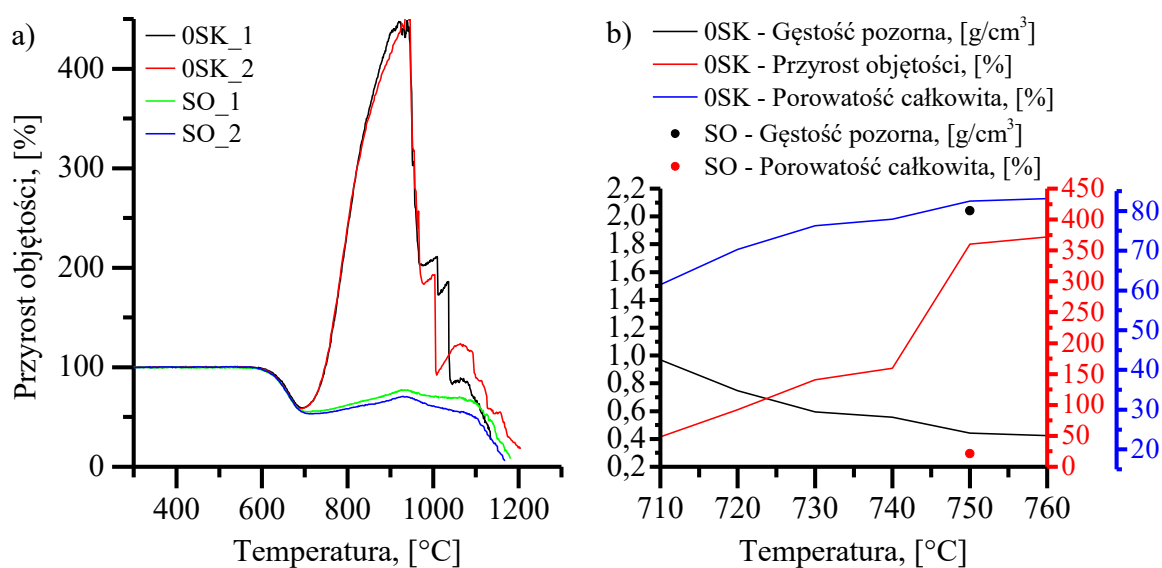 a)
0SK_1
0SK_2
SO_1
SO_2
Przyrost objętości, [%]
400
300
200
100
0
400 600 800 1000 1200
Temperatura, [°C]
b)
0SK - Gęstość pozorna, [g/cm³]
0SK - Przyrost objętości, [%]
0SK - Porowatość całkowita, [%]
SO - Gęstość pozorna, [g/cm³]
SO - Porowatość całkowita, [%]
2,2
2,0
1,8
1,6
1,4
1,2
1,0
0,8
0,6
0,4
0,2
450
400
350
300
250
200
150
100
50
0
80
70
60
50
40
30
20
710 720 730 740 750 760
Temperatura, [°C]